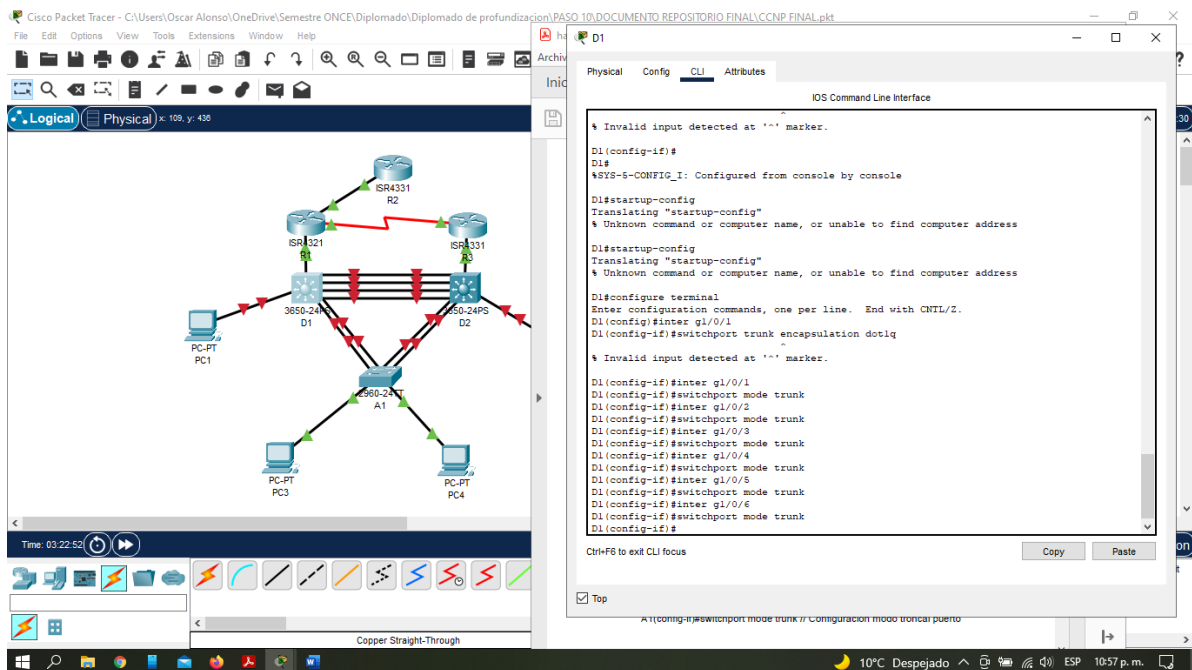 Cisco Packet Tracer - C:\Users\Oscar Alonso\OneDrive\Semestre ONCE\Diplomado\Diplomado de profundizacion\PASO 10\DOCUMENTO REPOSITORIO FINAL\CCNP FINAL.pkt
File Edit Options View Tools Extensions Window Help
Archiv
Inic
Logical Physical x: 109, y: 436
ISR4331
R2
ISR4321
R1
ISR4331
R3
3650-24PS
D1
3650-24PS
D2
PC-PT
PC1
2960-24TT
A1
PC-PT
PC3
PC-PT
PC4
Time: 03:22:52
Copper Straight-Through
D1
Physical Config CLI Attributes
IOS Command Line Interface
^
% Invalid input detected at '^' marker.
D1(config-if)#
D1#
%SYS-5-CONFIG_I: Configured from console by console
D1#startup-config
Translating "startup-config"
% Unknown command or computer name, or unable to find computer address
D1#startup-config
Translating "startup-config"
% Unknown command or computer name, or unable to find computer address
D1#configure terminal
Enter configuration commands, one per line. End with CNTL/Z.
D1(config)#inter g1/0/1
D1(config-if)#switchport trunk encapsulation dot1q
^
% Invalid input detected at '^' marker.
D1(config-if)#inter g1/0/1
D1(config-if)#switchport mode trunk
D1(config-if)#inter g1/0/2
D1(config-if)#switchport mode trunk
D1(config-if)#inter g1/0/3
D1(config-if)#switchport mode trunk
D1(config-if)#inter g1/0/4
D1(config-if)#switchport mode trunk
D1(config-if)#inter g1/0/5
D1(config-if)#switchport mode trunk
D1(config-if)#inter g1/0/6
D1(config-if)#switchport mode trunk
D1(config-if)#
Ctrl+F6 to exit CLI focus
Copy Paste
Top
:30
on
A1(config-if)#switchport mode trunk // Configuracion modo troncal puerto
10°C Despejado ESP 10:57 p. m.